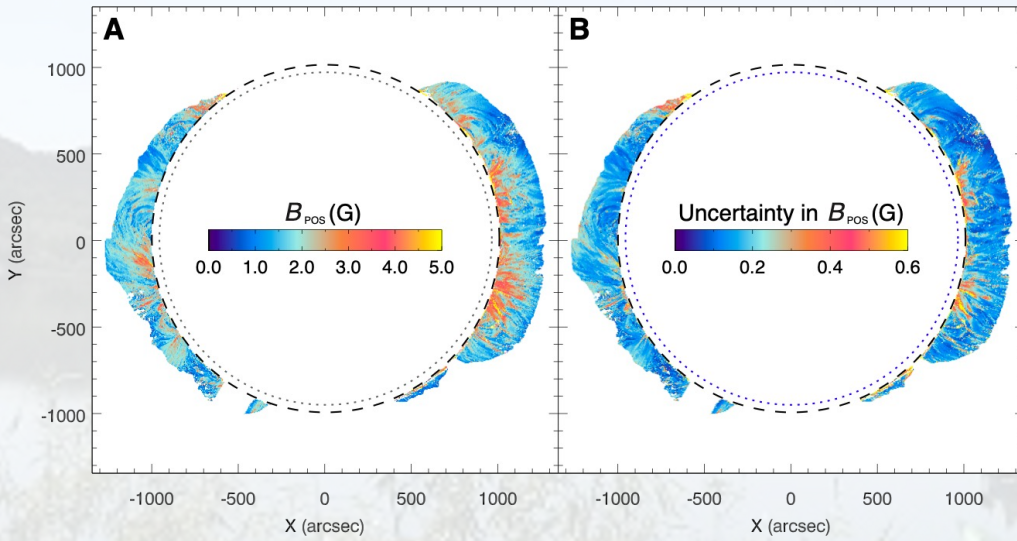 A
B
1000
500
0
-500
-1000
Y (arcsec)
B POS (G)
0.0 1.0 2.0 3.0 4.0 5.0
Uncertainty in B POS (G)
0.0 0.2 0.4 0.6
-1000 -500 0 500 1000
X (arcsec)
-1000 -500 0 500 1000
X (arcsec)